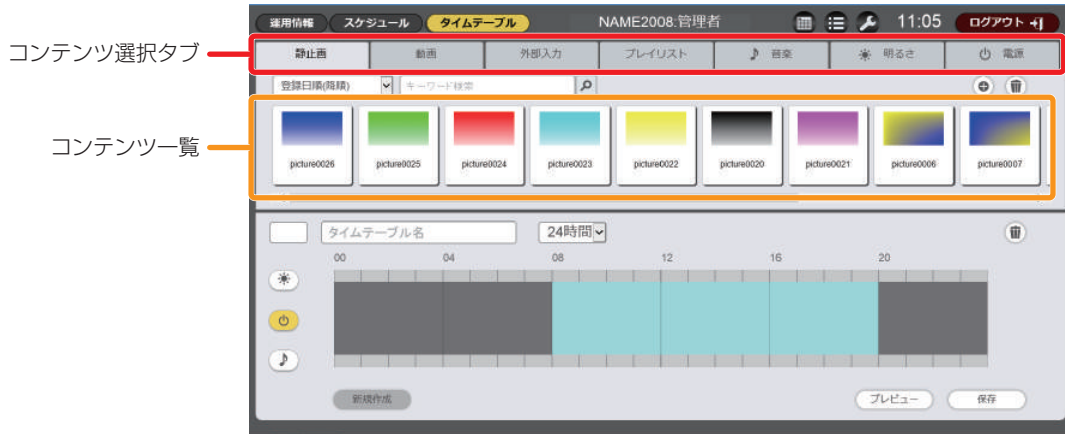 運用情報 スケジュール タイムテーブル NAME2008:管理者 11:05 ログアウト
コンテンツ選択タブ
静止画 動画 外部入力 プレイリスト 音楽 明るさ 電源
登録日順(降順) キーワード検索
コンテンツ一覧
picture0026 picture0025 picture0024 picture0023 picture0022 picture0020 picture0021 picture0006 picture0007
タイムテーブル名 24時間
00 04 08 12 16 20
新規作成 プレビュー 保存